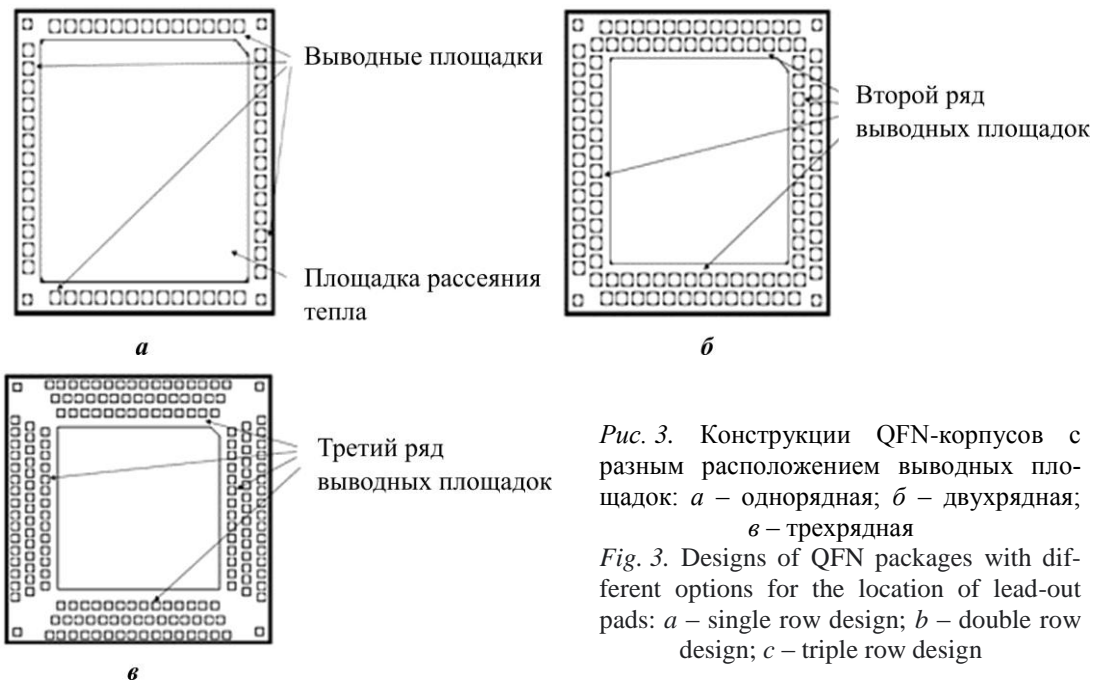 Выводные площадки
Площадка рассеяния
тепла
а
Второй ряд
выводных площадок
б
Третий ряд
выводных площадок
в
Рис. 3. Конструкции QFN-корпусов с
разным расположением выводных пло-
щадок: а – однорядная; б – двухрядная;
в – трехрядная
Fig. 3. Designs of QFN packages with dif-
ferent options for the location of lead-out
pads: a – single row design; b – double row
design; c – triple row design